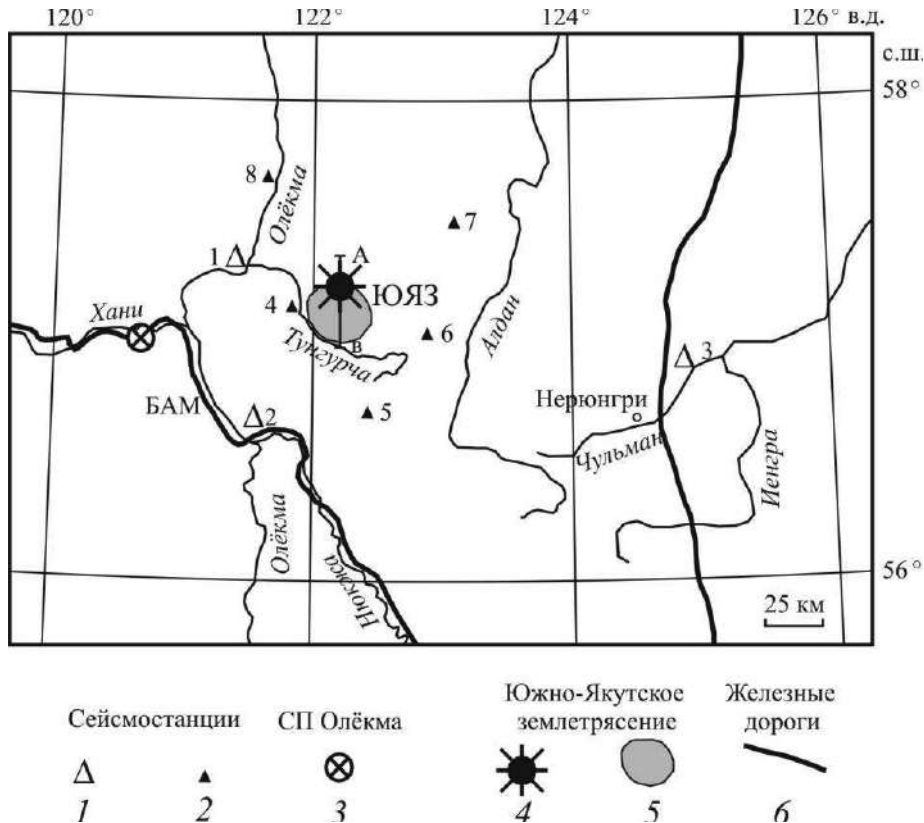 120° 122° 124° 126° в.д.
с.ш.
58°
8
Олёкма
7
1
А
ЮЯЗ
Хани
4
6
Алдан
в
Тунгурча
3
БАМ
5
Нерюнгри
2
Чульман
Иенгра
Олёкма
Нюкжа
56°
25 км
Сейсмостанции СП Олёкма Южно-Якутское землетрясение Железные дороги
1 2 3 4 5 6